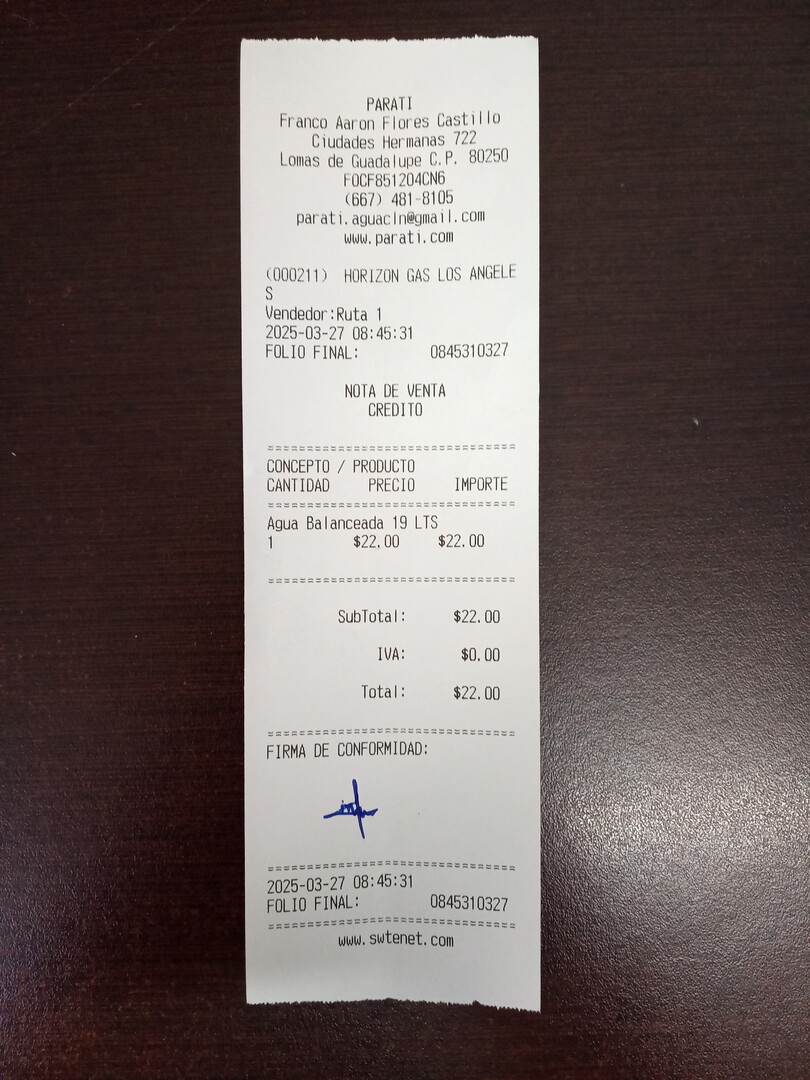 PARATI
Franco Aaron Flores Castillo
Ciudades Hermanas 722
Lomas de Guadalupe C.P. 80250
FOCF851204CN6
(667) 481-8105
parati.aguacln@gmail.com
www.parati.com
(000211) HORIZON GAS LOS ANGELE
S
Vendedor:Ruta 1
2025-03-27 08:45:31
FOLIO FINAL: 0845310327
NOTA DE VENTA
CREDITO
================================
CONCEPTO / PRODUCTO
CANTIDAD PRECIO IMPORTE
================================
Agua Balanceada 19 LTS
1 $22.00 $22.00
================================
SubTotal: $22.00
IVA: $0.00
Total: $22.00
================================
FIRMA DE CONFORMIDAD:
================================
2025-03-27 08:45:31
FOLIO FINAL: 0845310327
================================
www.swtenet.com